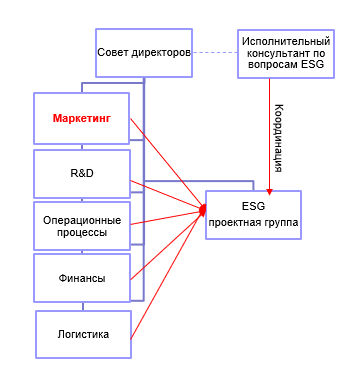 Совет директоров
Исполнительный
консультант по
вопросам ESG
Маркетинг
Координация
R&D
ESG
проектная группа
Операционные
процессы
Финансы
Логистика